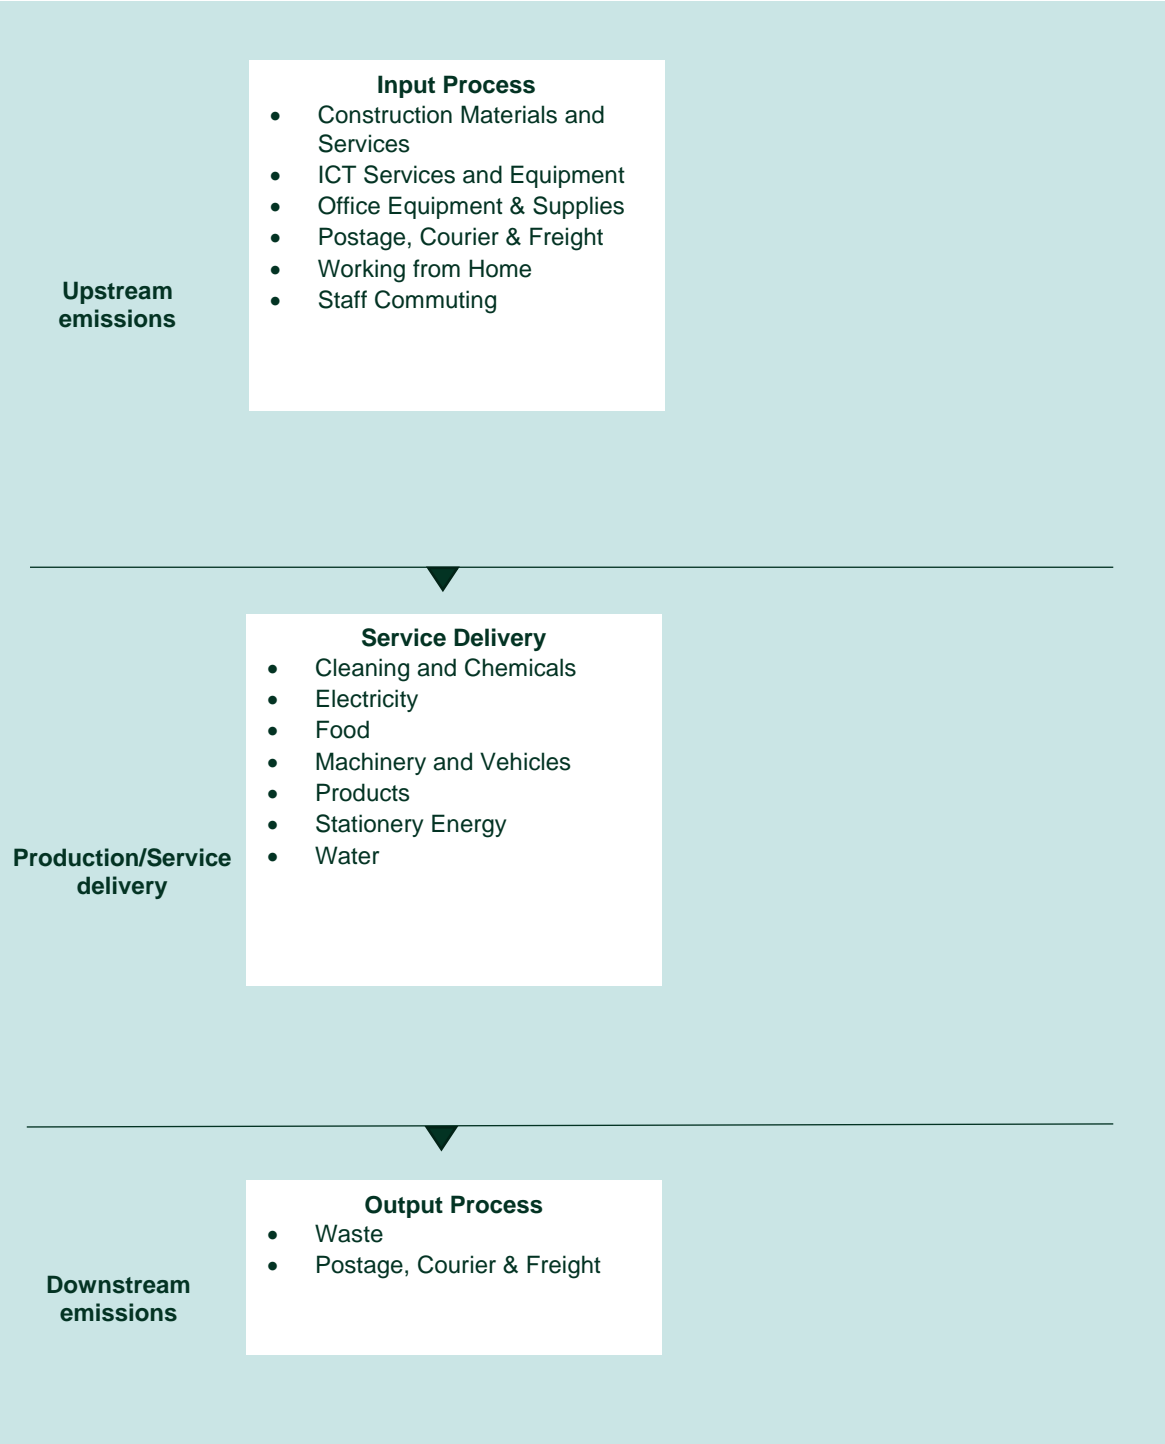 Input Process
• Construction Materials and
Services
• ICT Services and Equipment
• Office Equipment & Supplies
• Postage, Courier & Freight
• Working from Home
• Staff Commuting
Upstream
emissions
Service Delivery
• Cleaning and Chemicals
• Electricity
• Food
• Machinery and Vehicles
• Products
• Stationery Energy
• Water
Production/Service
delivery
Output Process
• Waste
• Postage, Courier & Freight
Downstream
emissions